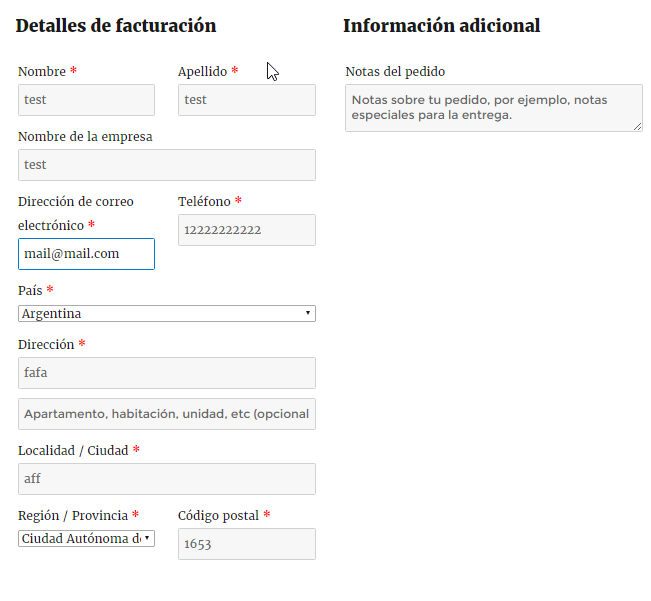 Detalles de facturación
Información adicional
Nombre *
Apellido *
test
test
Nombre de la empresa
test
Dirección de correo
electrónico *
Teléfono *
mail@mail.com
12222222222
País *
Argentina
Dirección *
fafa
Apartamento, habitación, unidad, etc (opcional
Localidad / Ciudad *
aff
Región / Provincia *
Código postal *
Ciudad Autónoma de
1653
Notas del pedido
Notas sobre tu pedido, por ejemplo, notas
especiales para la entrega.